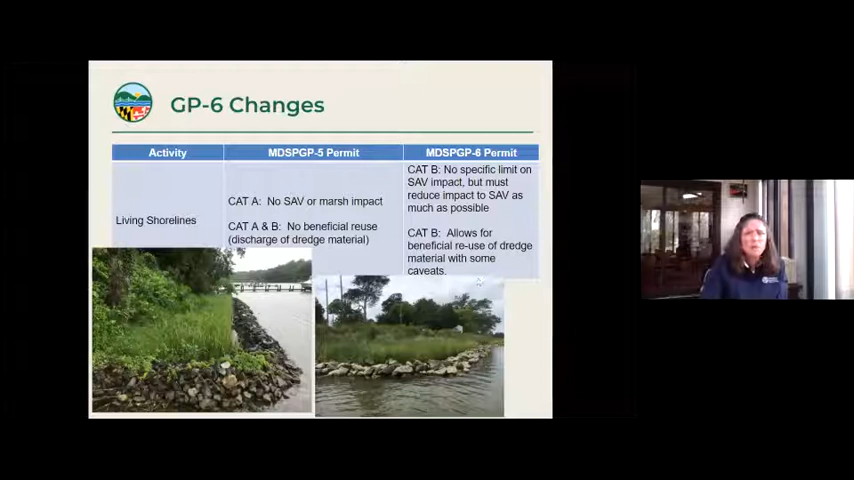 GP-6 Changes
Activity
MDSPGP-5 Permit
MDSPGP-6 Permit
Living Shorelines
CAT A: No SAV or marsh impact
CAT A & B: No beneficial reuse
(discharge of dredge material)
CAT B: No specific limit on
SAV impact, but must
reduce impact to SAV as
much as possible
CAT B: Allows for
beneficial re-use of dredge
material with some
caveats.